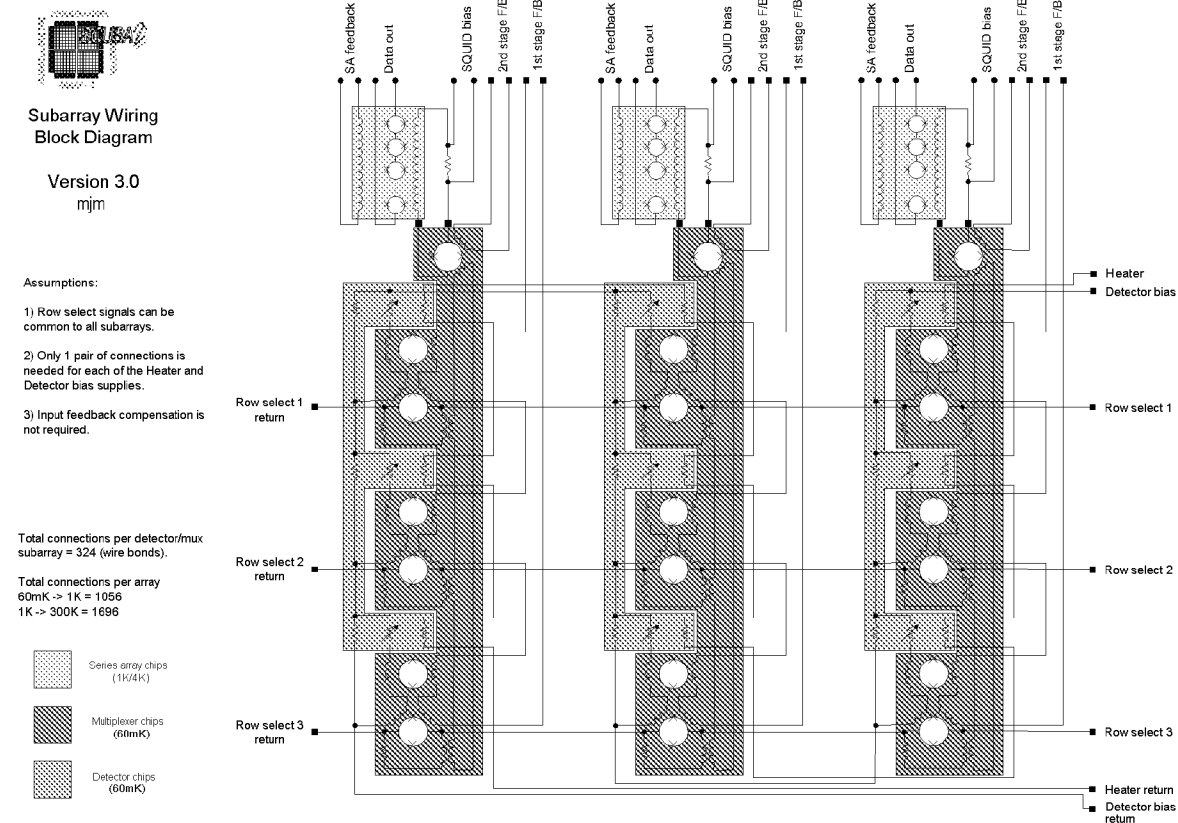 SCUBA2
Subarray Wiring
Block Diagram
Version 3.0
mjm
Assumptions:
1) Row select signals can be
common to all subarrays.
2) Only 1 pair of connections is
needed for each of the Heater and
Detector bias supplies.
3) Input feedback compensation is
not required.
Total connections per detector/mux
subarray = 324 (wire bonds).
Total connections per array
60mK -> 1K = 1056
1K -> 300K = 1696
Series array chips
(1K/4K)
Multiplexer chips
(60mK)
Detector chips
(60mK)
SA feedback
Data out
SQUID bias
2nd stage F/B
1st stage F/B
SA feedback
Data out
SQUID bias
2nd stage F/B
1st stage F/B
SA feedback
Data out
SQUID bias
2nd stage F/B
1st stage F/B
Heater
Detector bias
Row select 1
return
Row select 1
Row select 2
return
Row select 2
Row select 3
return
Row select 3
Heater return
Detector bias
return